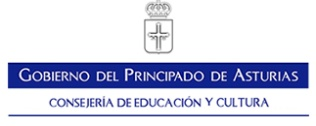 GOBIERNO DEL PRINCIPADO DE ASTURIAS
CONSEJERÍA DE EDUCACIÓN Y CULTURA